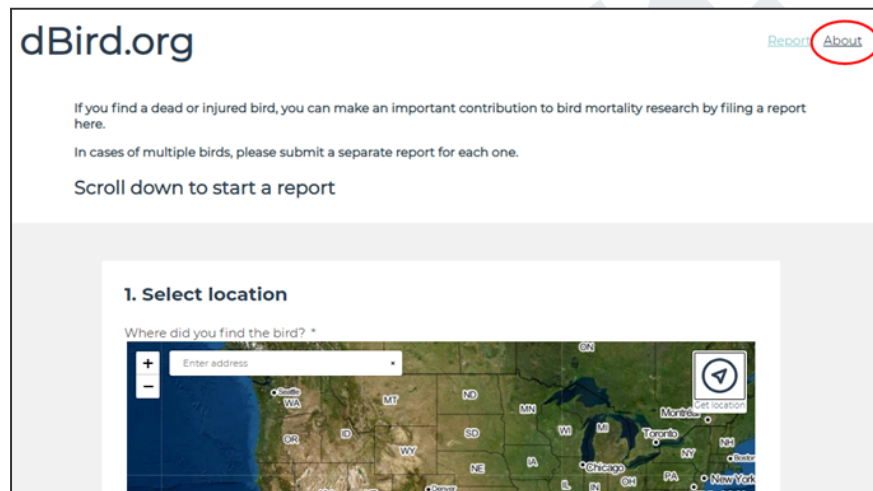 dBird.org
Report About
If you find a dead or injured bird, you can make an important contribution to bird mortality research by filing a report
here.
In cases of multiple birds, please submit a separate report for each one.
Scroll down to start a report
1. Select location
Where did you find the bird? *
+
Enter address
−
Get location
ON
Seattle
WA
MT
ND
MN
Montréal
OR
ID
SD
WI
MI
Toronto
NH
WY
NY
Boston
IA
NE
Chicago
IL
IN
OH
PA
New York
Denver